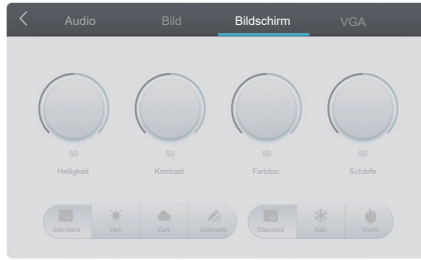 Audio Bild Bildschirm VGA
50 50 50 50
Helligkeit Kontrast Farbton Schärfe
Standard Hell Zart Manuelle Standard Kalt Warm